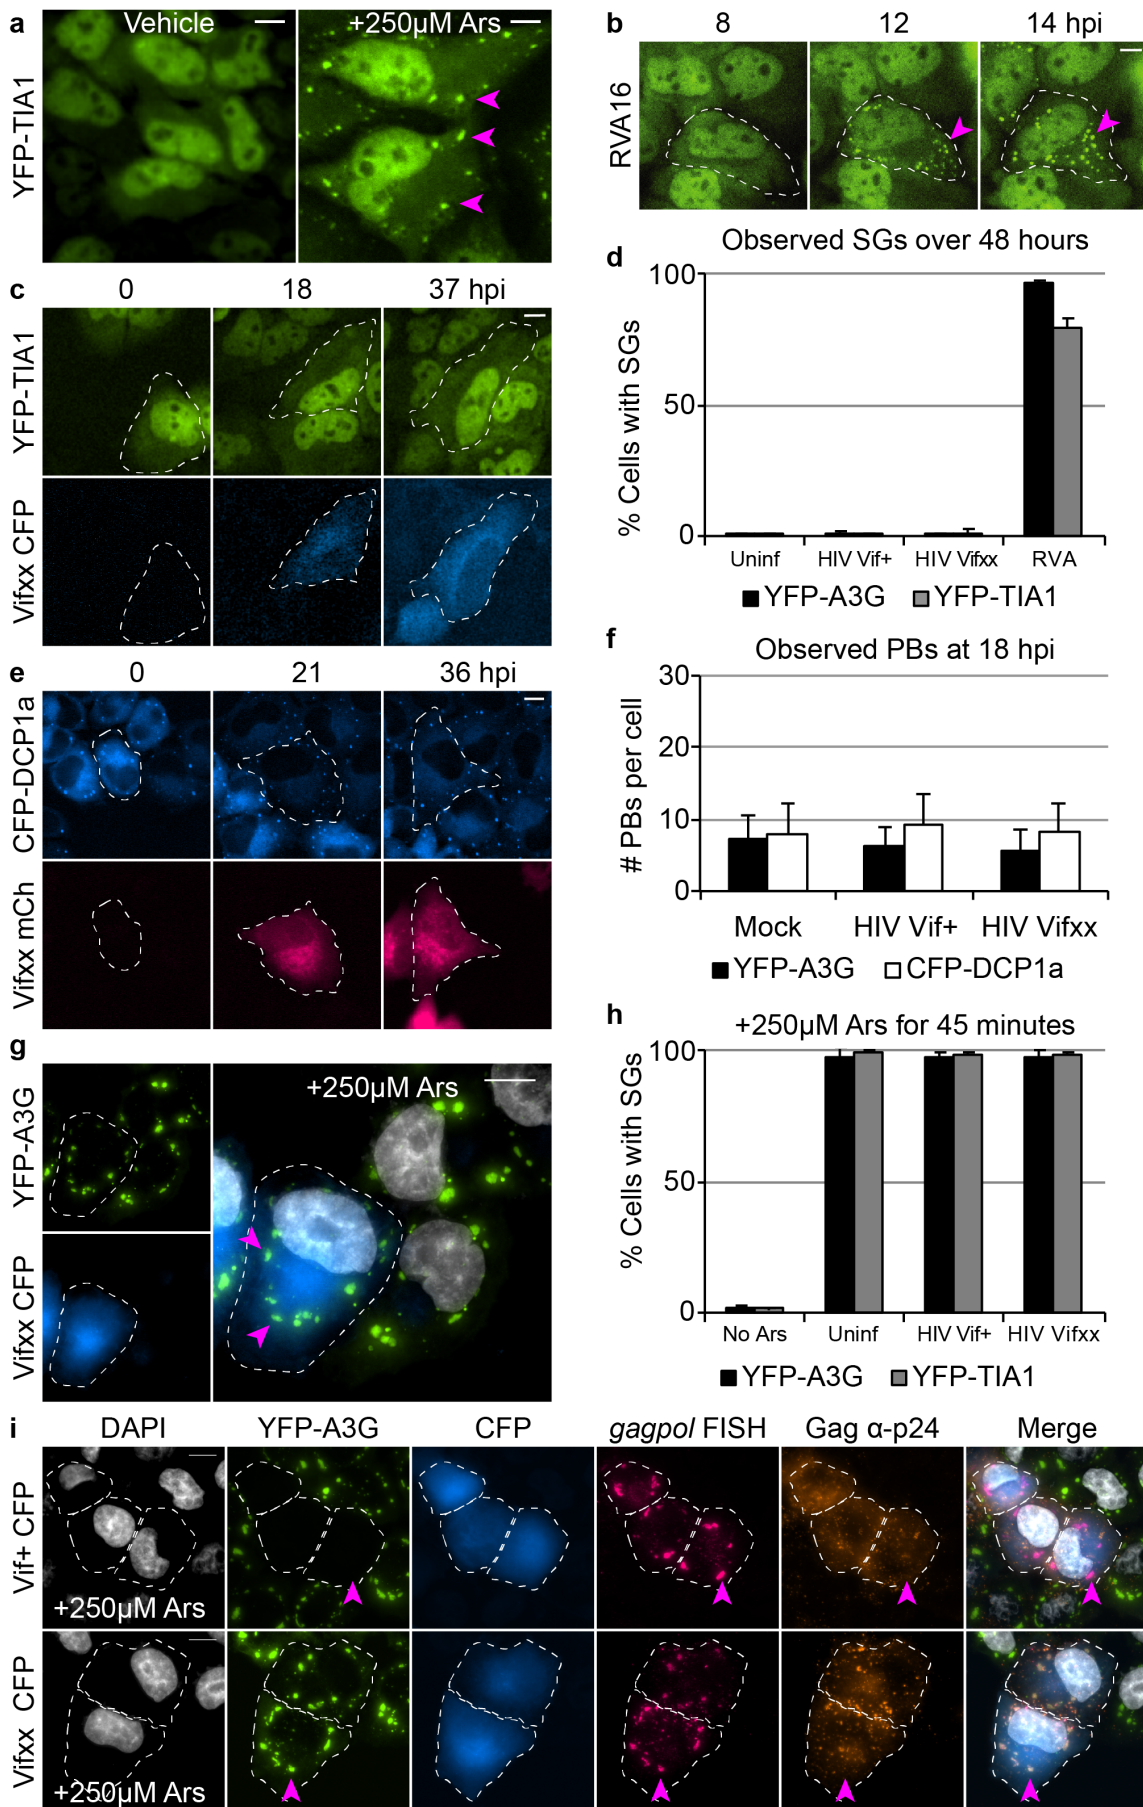 a
Vehicle
+250µM Ars
YFP-TIA1
b
8
12
14 hpi
RVA16
c
0
18
37 hpi
YFP-TIA1
Vifxx CFP
d
Observed SGs over 48 hours
% Cells with SGs
100
50
0
Uninf
HIV Vif+
HIV Vifxx
RVA
YFP-A3G
YFP-TIA1
e
0
21
36 hpi
CFP-DCP1a
Vifxx mCh
f
Observed PBs at 18 hpi
# PBs per cell
30
20
10
0
Mock
HIV Vif+
HIV Vifxx
YFP-A3G
CFP-DCP1a
g
YFP-A3G
Vifxx CFP
+250µM Ars
h
+250µM Ars for 45 minutes
% Cells with SGs
100
50
0
No Ars
Uninf
HIV Vif+
HIV Vifxx
YFP-A3G
YFP-TIA1
i
DAPI
YFP-A3G
CFP
gagpol FISH
Gag α-p24
Merge
Vif+ CFP
+250µM Ars
Vifxx CFP
+250µM Ars